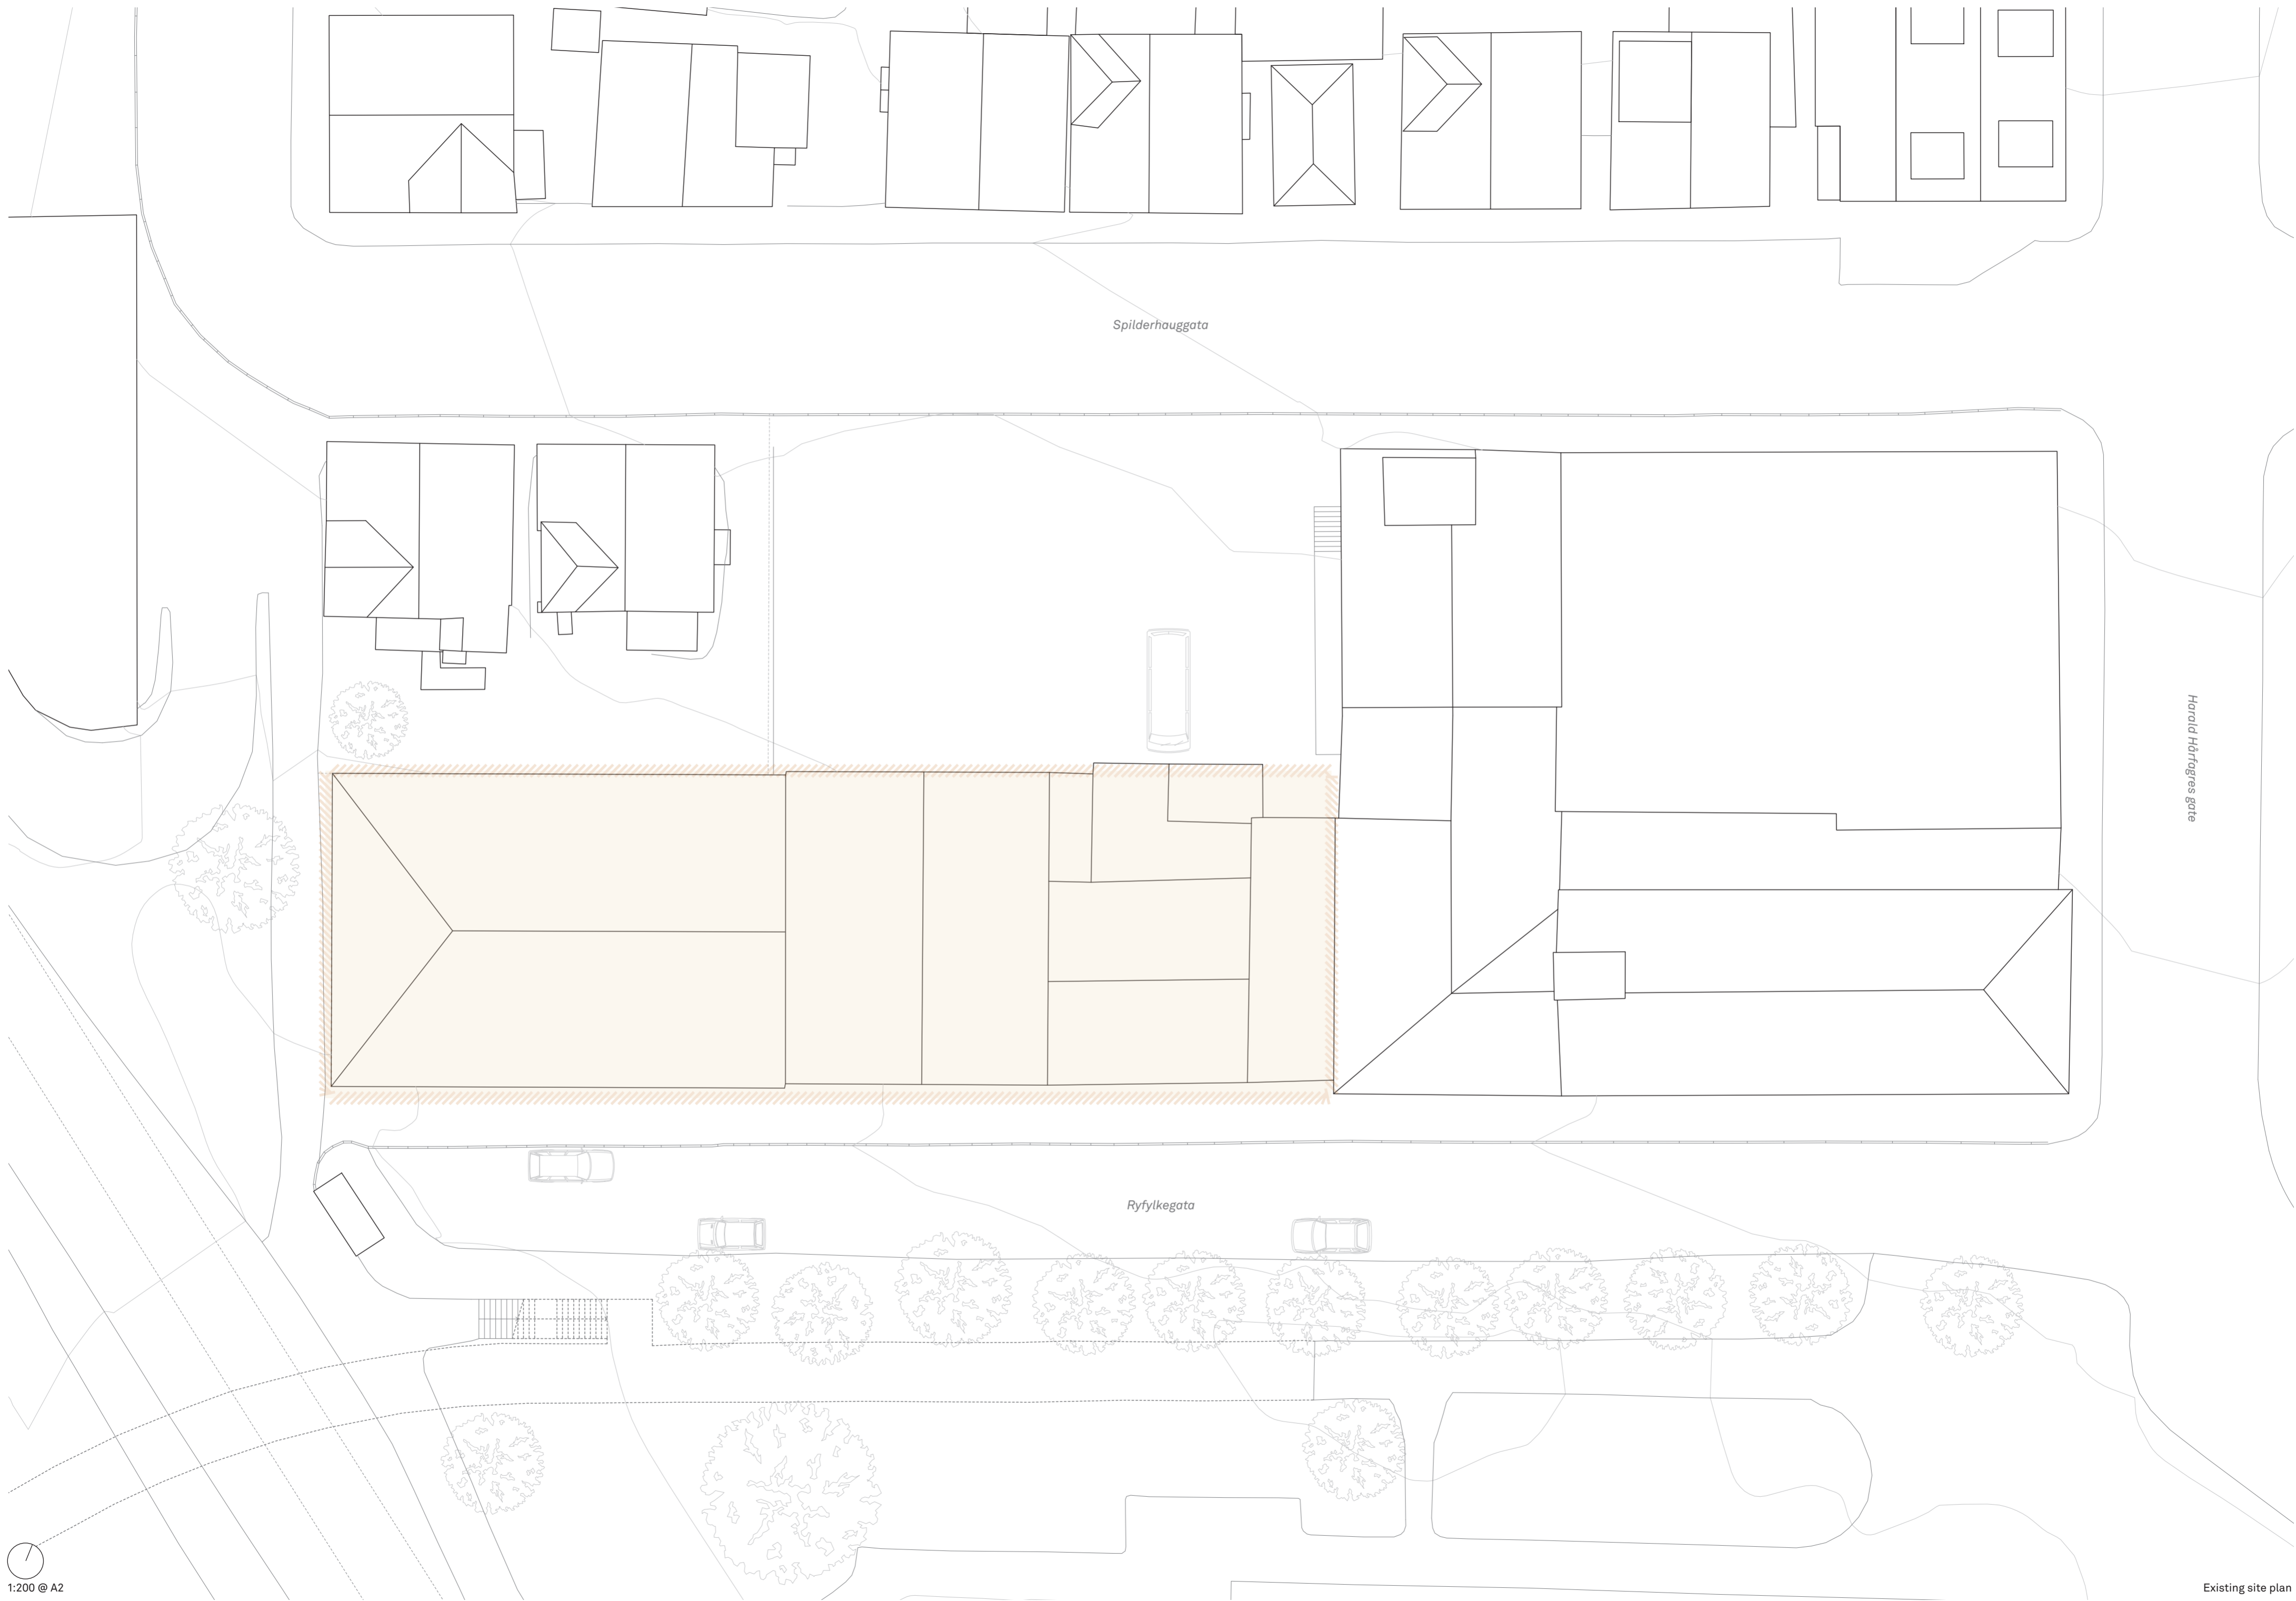 Spilderhauggata
Harald Hårfagres gate
Ryfylkegata
1:200 @ A2
Existing site plan